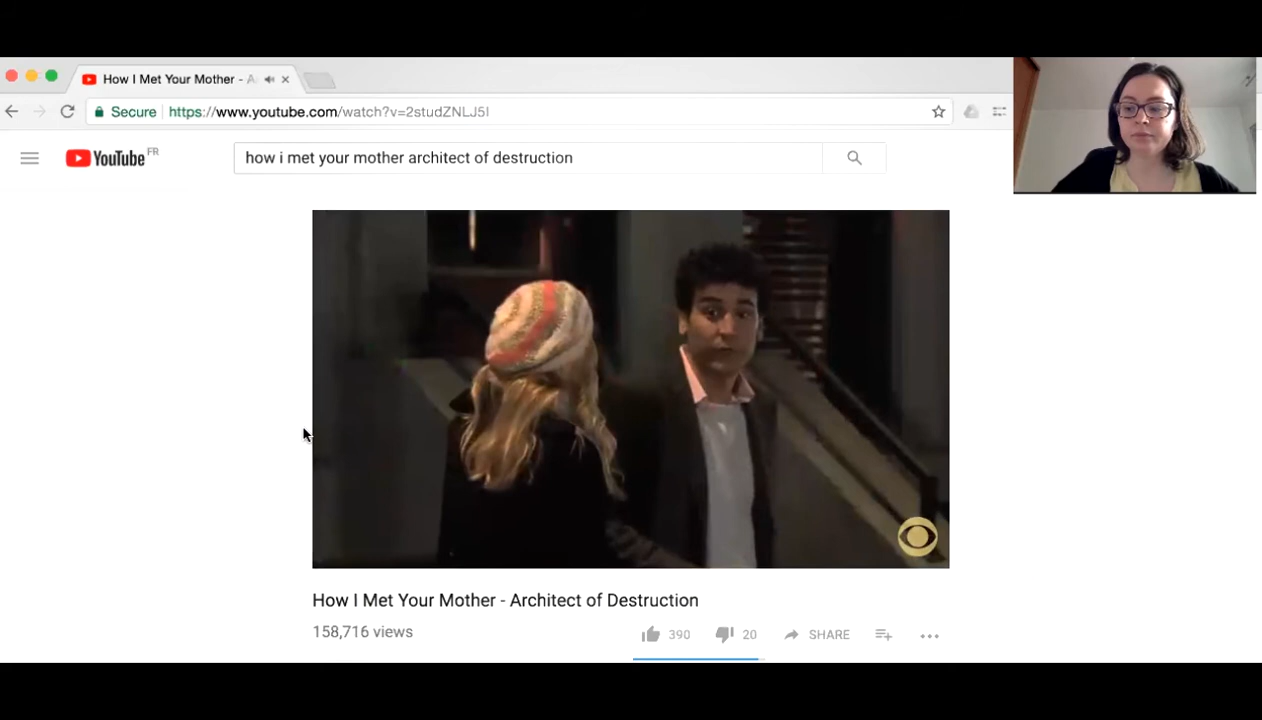 How I Met Your Mother - A
Secure https://www.youtube.com/watch?v=2studZNLJ5I
YouTube FR
how i met your mother architect of destruction
How I Met Your Mother - Architect of Destruction
158,716 views
390 20 SHARE